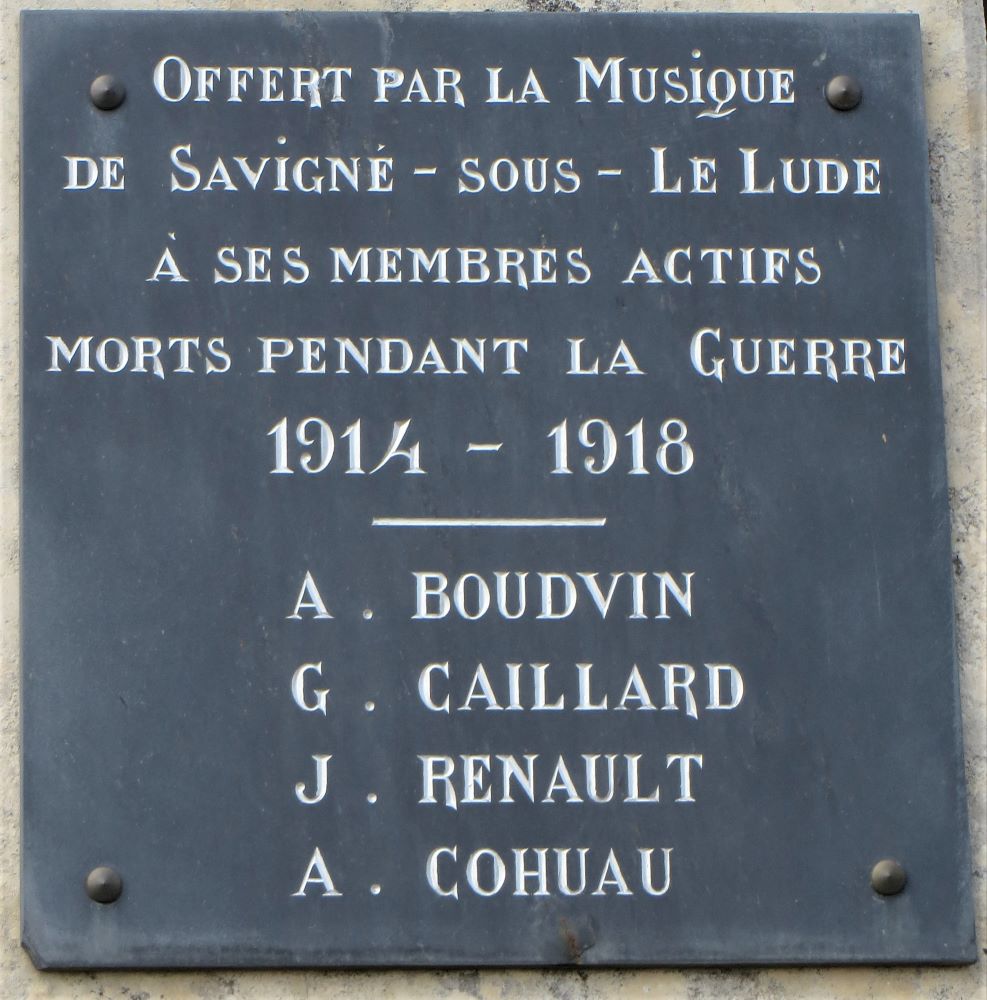 OFFERT PAR LA MUSIQUE
DE SAVIGNÉ - SOUS - LE LUDE
À SES MEMBRES ACTIFS
MORTS PENDANT LA GUERRE
1914 - 1918
A. BOUDVIN
G. CAILLARD
J. RENAULT
A. COHUAU